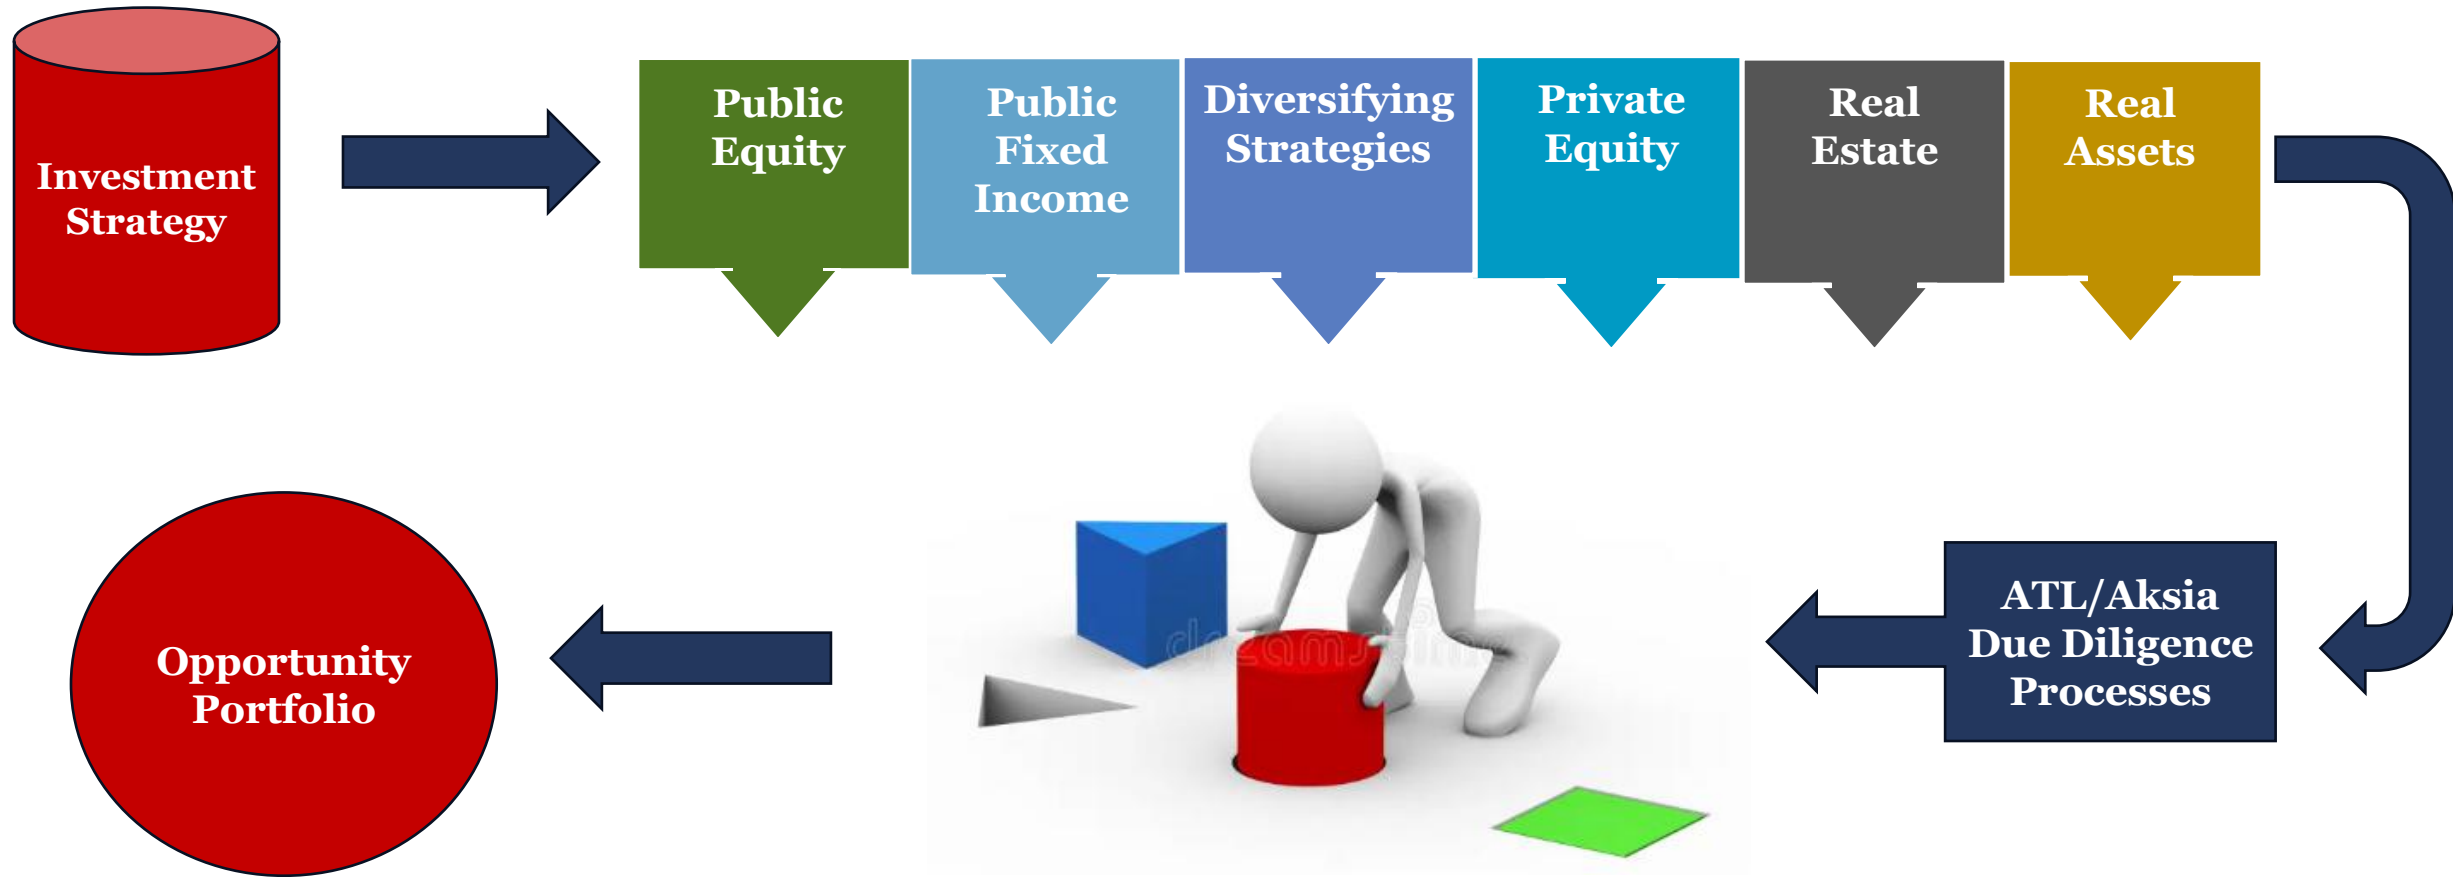 Investment
Strategy
Public
Equity
Public
Fixed
Income
Diversifying
Strategies
Private
Equity
Real
Estate
Real
Assets
ATL/Aksia
Due Diligence
Processes
Opportunity
Portfolio